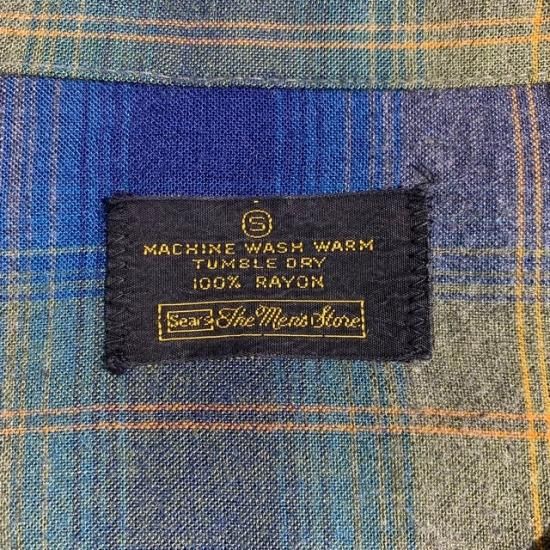 S
MACHINE WASH WARM
TUMBLE DRY
100% RAYON
Sears The Men's Store